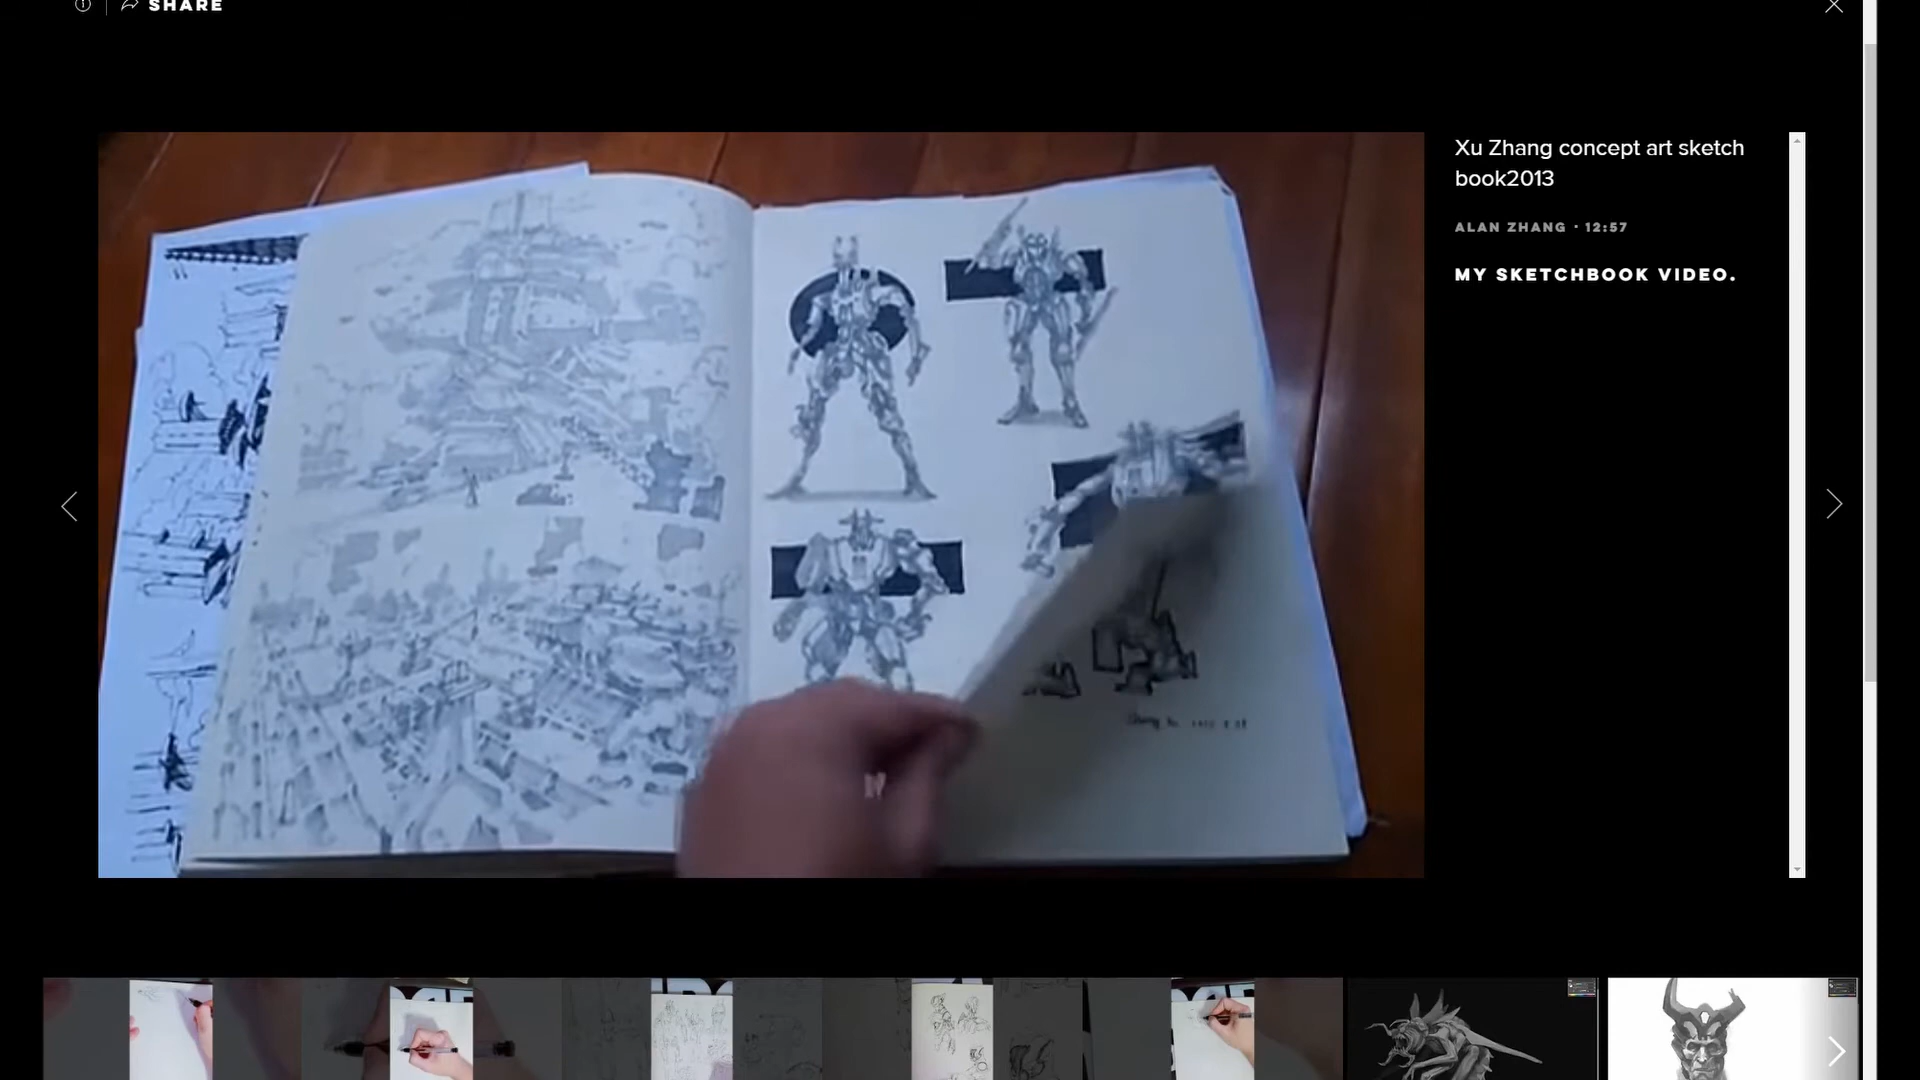 SHARE
Xu Zhang concept art sketch
book2013
ALAN ZHANG · 12:57
MY SKETCHBOOK VIDEO.